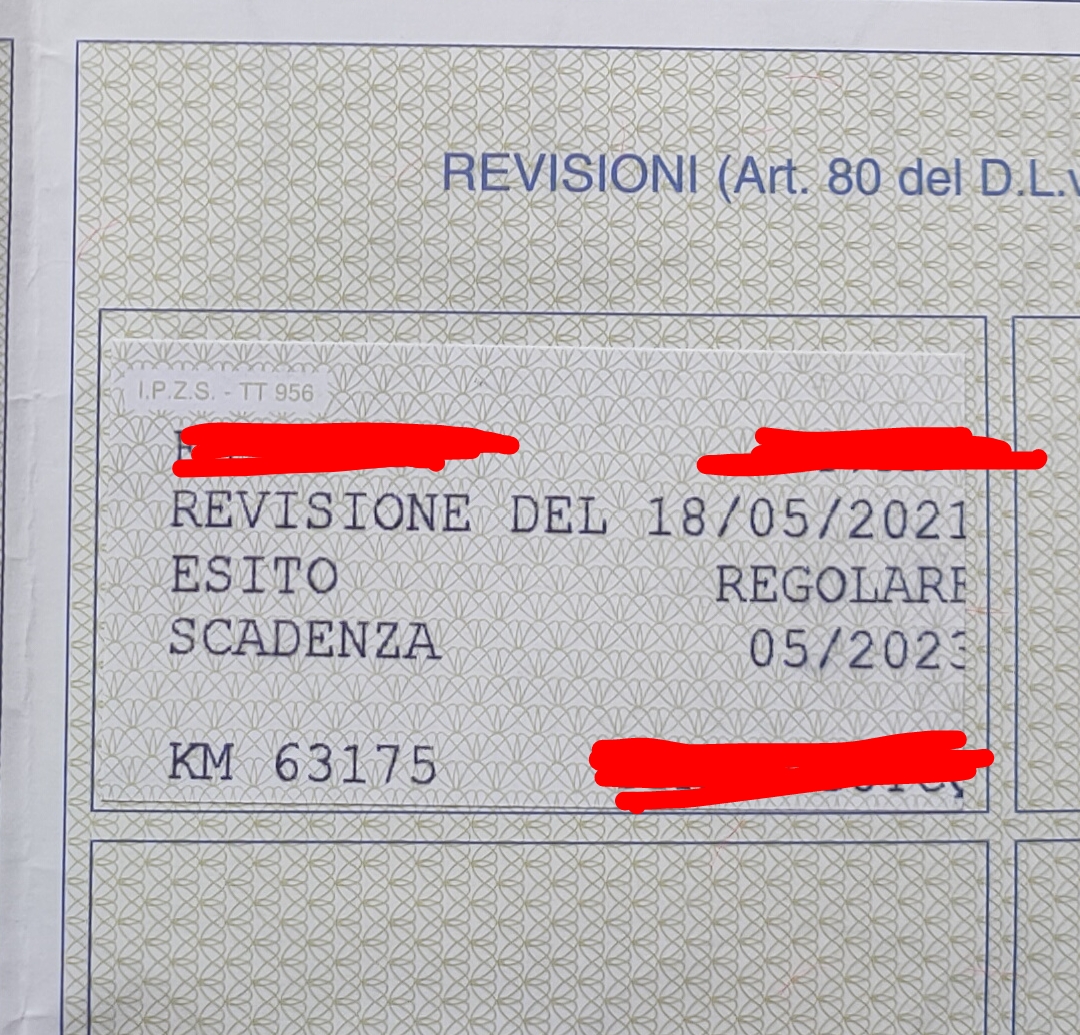 REVISIONI (Art. 80 del D.L.
I.P.Z.S. - TT 956
REVISIONE DEL 18/05/2021
ESITO REGOLARE
SCADENZA 05/2023
KM 63175